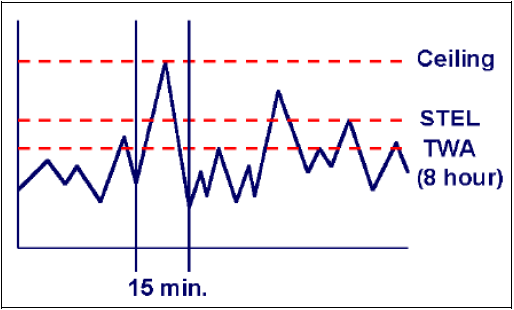 Ceiling
STEL
TWA
(8 hour)
15 min.